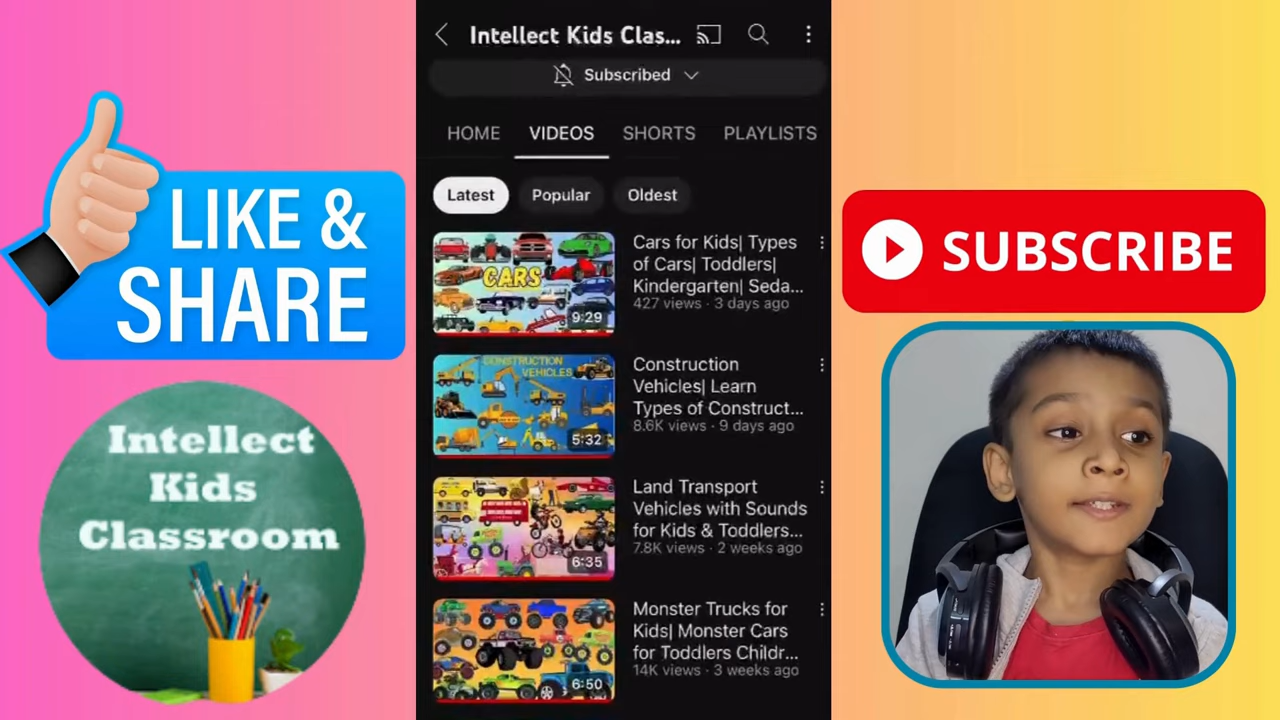 LIKE &
SHARE
Intellect
Kids
Classroom
Intellect Kids Clas...
Subscribed
HOME VIDEOS SHORTS PLAYLISTS
Latest Popular Oldest
CARS
9:29
Cars for Kids| Types
of Cars| Toddlers|
Kindergarten| Seda...
427 views · 3 days ago
CONSTRUCTION
VEHICLES
5:32
Construction
Vehicles| Learn
Types of Construct...
8.6K views · 9 days ago
6:35
Land Transport
Vehicles with Sounds
for Kids & Toddlers...
7.8K views · 2 weeks ago
6:50
Monster Trucks for
Kids| Monster Cars
for Toddlers Childr...
14K views · 3 weeks ago
SUBSCRIBE